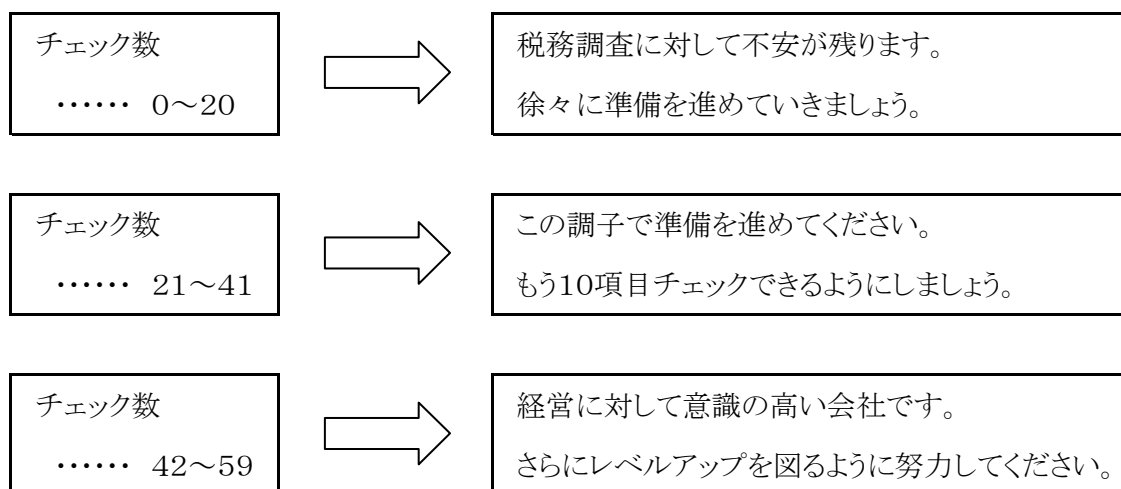 チェック数
…… 0～20
税務調査に対して不安が残ります。
徐々に準備を進めていきましょう。
チェック数
…… 21～41
この調子で準備を進めてください。
もう10項目チェックできるようにしましょう。
チェック数
…… 42～59
経営に対して意識の高い会社です。
さらにレベルアップを図るように努力してください。